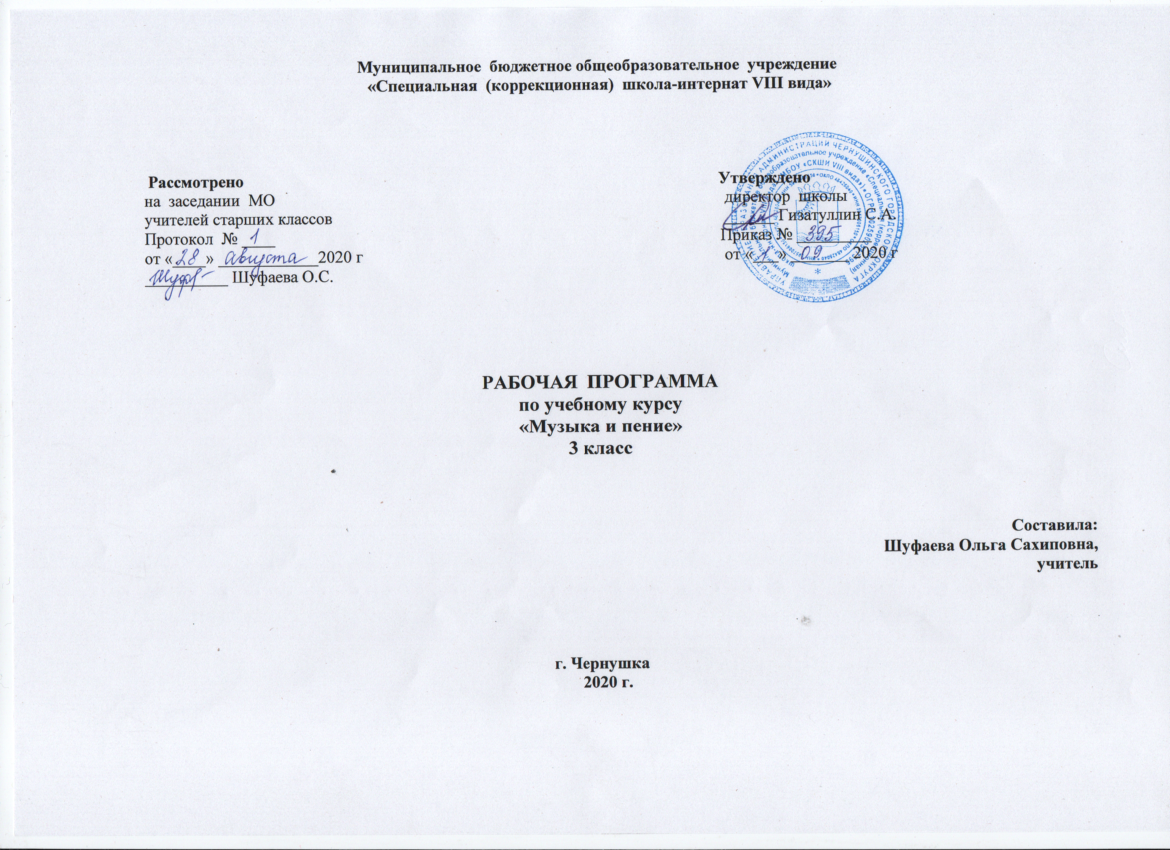 Муниципальное бюджетное общеобразовательное учреждение
«Специальная (коррекционная) школа-интернат VIII вида»
Рассмотрено
на заседании МО
учителей старших классов
Протокол № 1
от «28» августа 2020 г
Шуфаева О.С.
Утверждено
директор школы
Гизатуллин С.А.
Приказ № 395
от «1» 09 2020 г
РАБОЧАЯ ПРОГРАММА
по учебному курсу
«Музыка и пение»
3 класс
Составила:
Шуфаева Ольга Сахиповна,
учитель
г. Чернушка
2020 г.